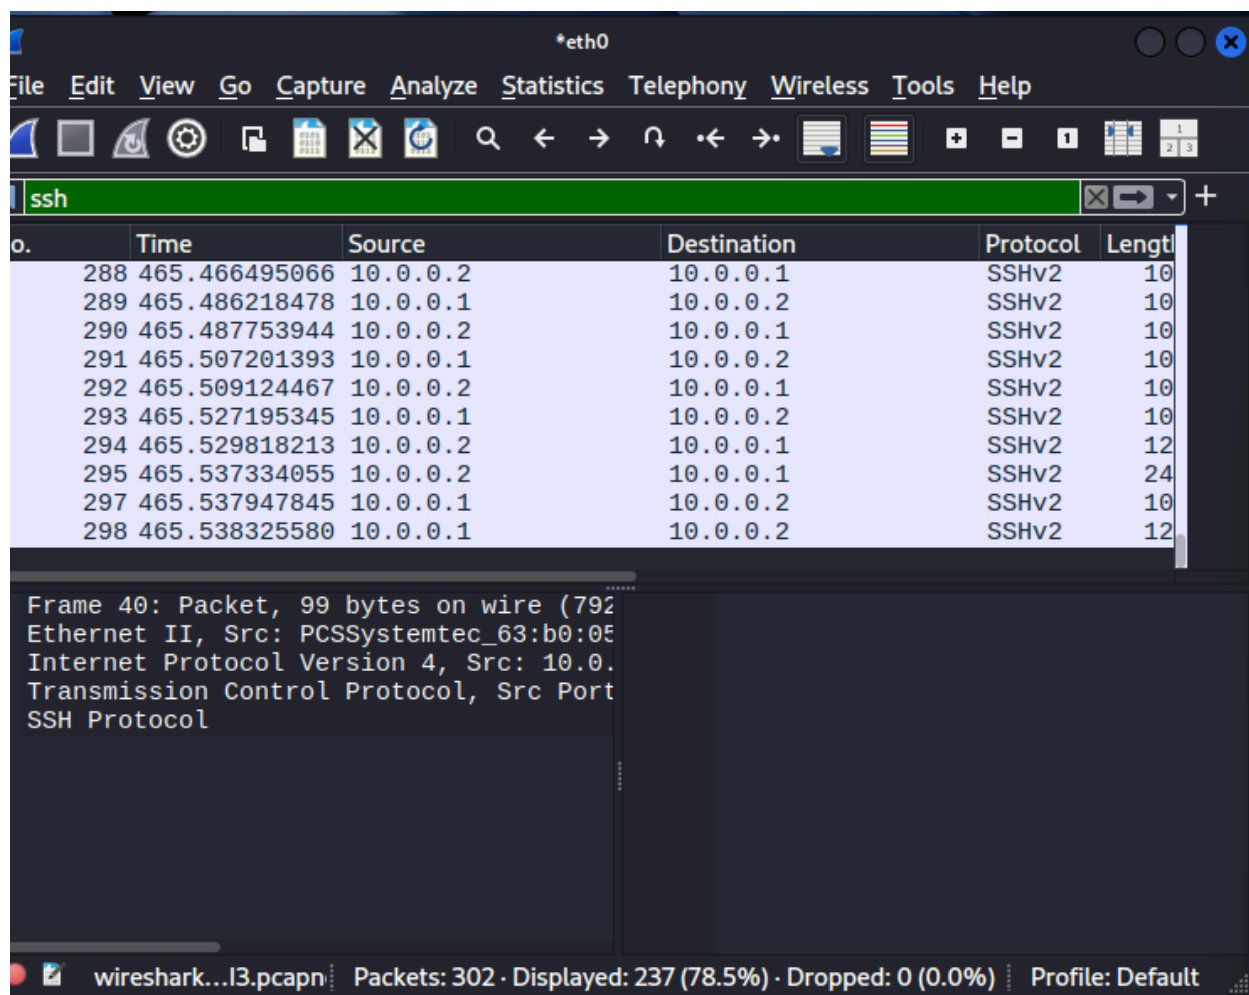 *eth0
File Edit View Go Capture Analyze Statistics Telephony Wireless Tools Help
ssh
o. Time Source Destination Protocol Lengtl
288 465.466495066 10.0.0.2 10.0.0.1 SSHv2 10
289 465.486218478 10.0.0.1 10.0.0.2 SSHv2 10
290 465.487753944 10.0.0.2 10.0.0.1 SSHv2 10
291 465.507201393 10.0.0.1 10.0.0.2 SSHv2 10
292 465.509124467 10.0.0.2 10.0.0.1 SSHv2 10
293 465.527195345 10.0.0.1 10.0.0.2 SSHv2 10
294 465.529818213 10.0.0.2 10.0.0.1 SSHv2 12
295 465.537334055 10.0.0.2 10.0.0.1 SSHv2 24
297 465.537947845 10.0.0.1 10.0.0.2 SSHv2 10
298 465.538325580 10.0.0.1 10.0.0.2 SSHv2 12
Frame 40: Packet, 99 bytes on wire (792
Ethernet II, Src: PCSSystemtec_63:b0:05
Internet Protocol Version 4, Src: 10.0.
Transmission Control Protocol, Src Port
SSH Protocol
wireshark...l3.pcapn Packets: 302 · Displayed: 237 (78.5%) · Dropped: 0 (0.0%) Profile: Default